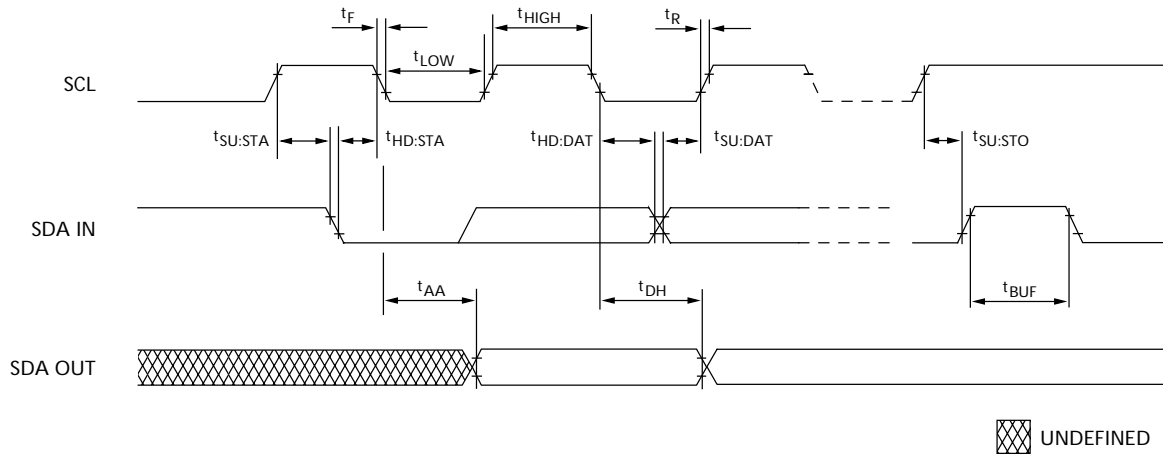 tF
tHIGH
tR
tLOW
SCL
tSU:STA
tHD:STA
tHD:DAT
tSU:DAT
tSU:STO
SDA IN
tAA
tDH
tBUF
SDA OUT
UNDEFINED